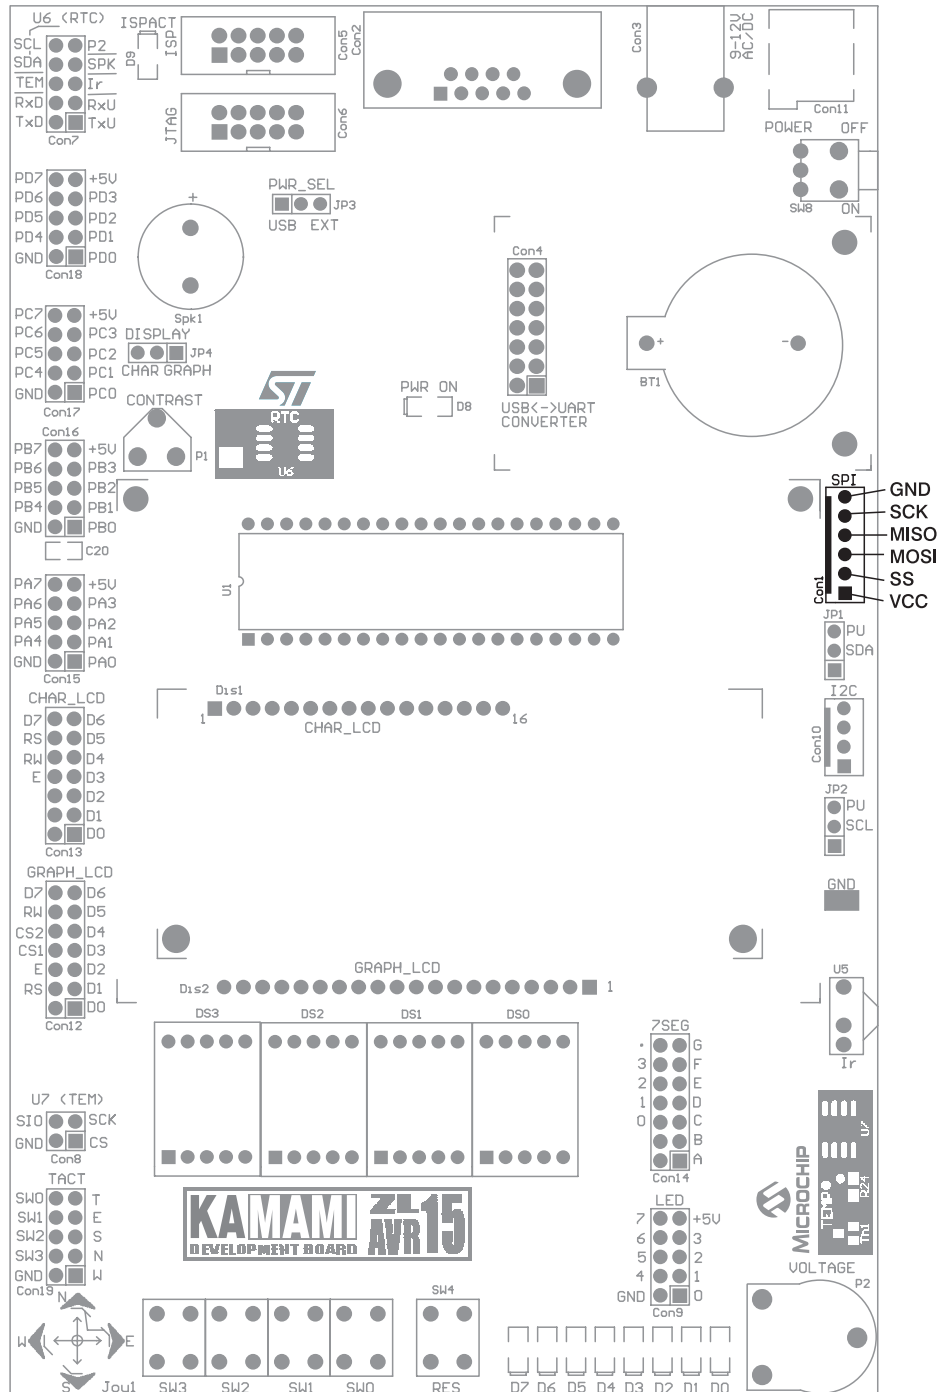 U6 (RTC)
SCL P2
SDA SPK
TEM Ir
RxD RxU
TxD TxU
Con7
ISPACT
D9
ISP
Con5
JTAG
Con6
Con2
Con3
9-12V
AC/DC
Con11
POWER OFF
SW8 ON
PD7 +5V
PD6 PD3
PD5 PD2
PD4 PD1
GND PD0
Con18
+
Spk1
PWR_SEL
JP3
USB EXT
Con4
USB<->UART
CONVERTER
+ -
BT1
PC7 +5V
PC6 PC3
PC5 PC2
PC4 PC1
GND PC0
Con17
DISPLAY
JP4
CHAR GRAPH
CONTRAST
P1
ST
RTC
U6
PWR ON
D8
Con16
PB7 +5V
PB6 PB3
PB5 PB2
PB4 PB1
GND PB0
C20
SPI
GND
SCK
MISO
MOSI
SS
VCC
Con1
U1
PA7 +5V
PA6 PA3
PA5 PA2
PA4 PA1
GND PA0
Con15
JP1
PU
SDA
I2C
Con10
JP2
PU
SCL
GND
CHAR_LCD
D7 D6
RS D5
RW D4
E D3
D2
D1
D0
Con13
Dis1
1 16
CHAR_LCD
GRAPH_LCD
D7 D6
RW D5
CS2 D4
CS1 D3
E D2
RS D1
D0
Con12
GRAPH_LCD
Dis2 1
U5
Ir
DS3 DS2 DS1 DS0
7SEG
. G
3 F
2 E
1 D
0 C
B
A
Con14
U7 (TEM)
SIO SCK
GND CS
Con8
TACT
SW0 T
SW1 E
SW2 S
SW3 N
GND W
Con19
KAMAMI ZL15
DEVELOPMENT BOARD AVR
LED
7 +5V
6 3
5 2
4 1
GND 0
Con9
MICROCHIP
U7
TEMP
R24
Tm1
VOLTAGE
P2
N
W E
S
Joy1
SW3 SW2 SW1 SW0
SW4
RES
D7 D6 D5 D4 D3 D2 D1 D0